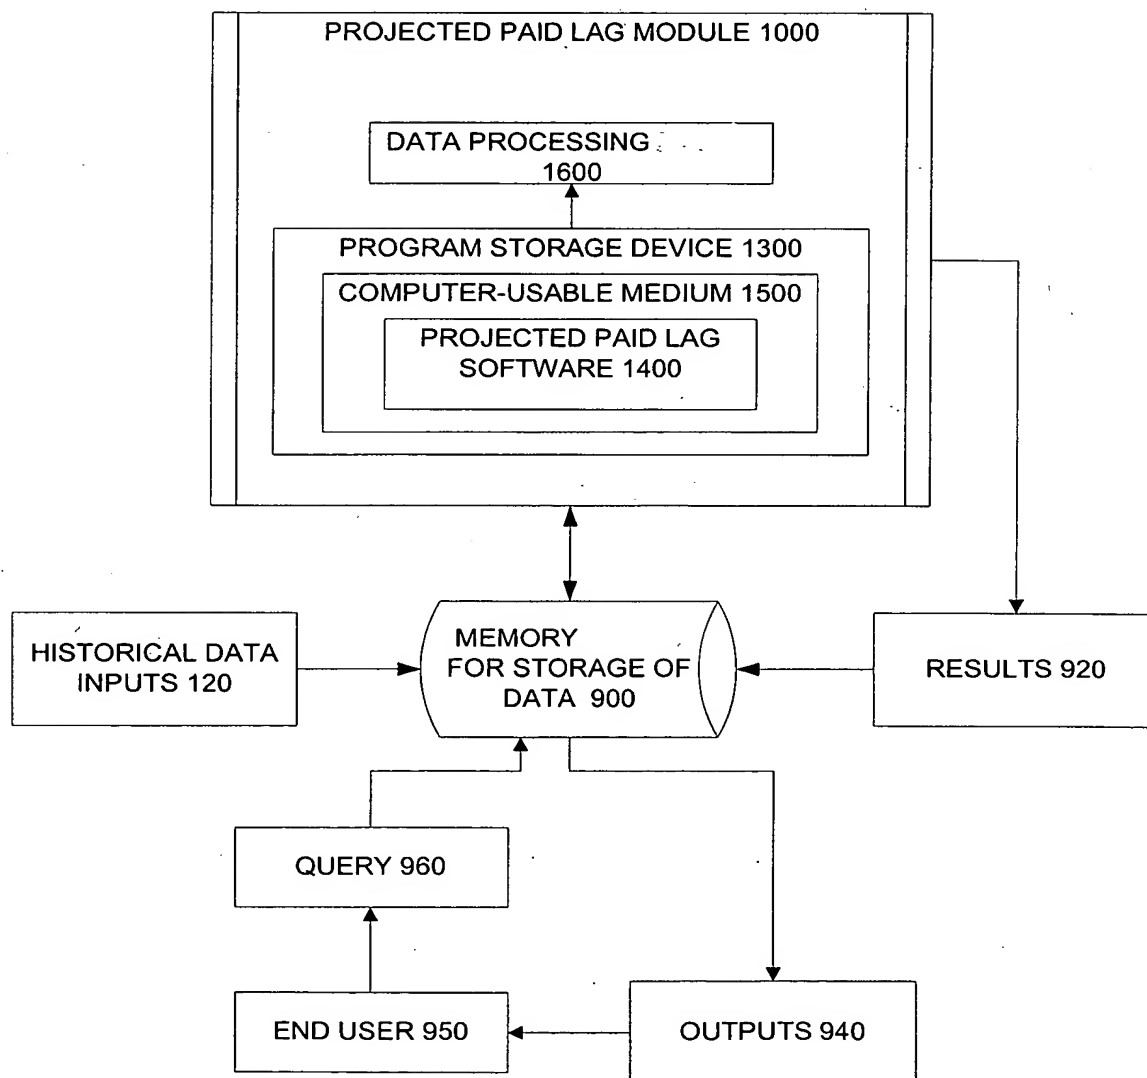 PROJECTED PAID LAG MODULE 1000
DATA PROCESSING
1600
PROGRAM STORAGE DEVICE 1300
COMPUTER-USABLE MEDIUM 1500
PROJECTED PAID LAG
SOFTWARE 1400
HISTORICAL DATA
INPUTS 120
MEMORY
FOR STORAGE OF
DATA 900
RESULTS 920
QUERY 960
END USER 950
OUTPUTS 940